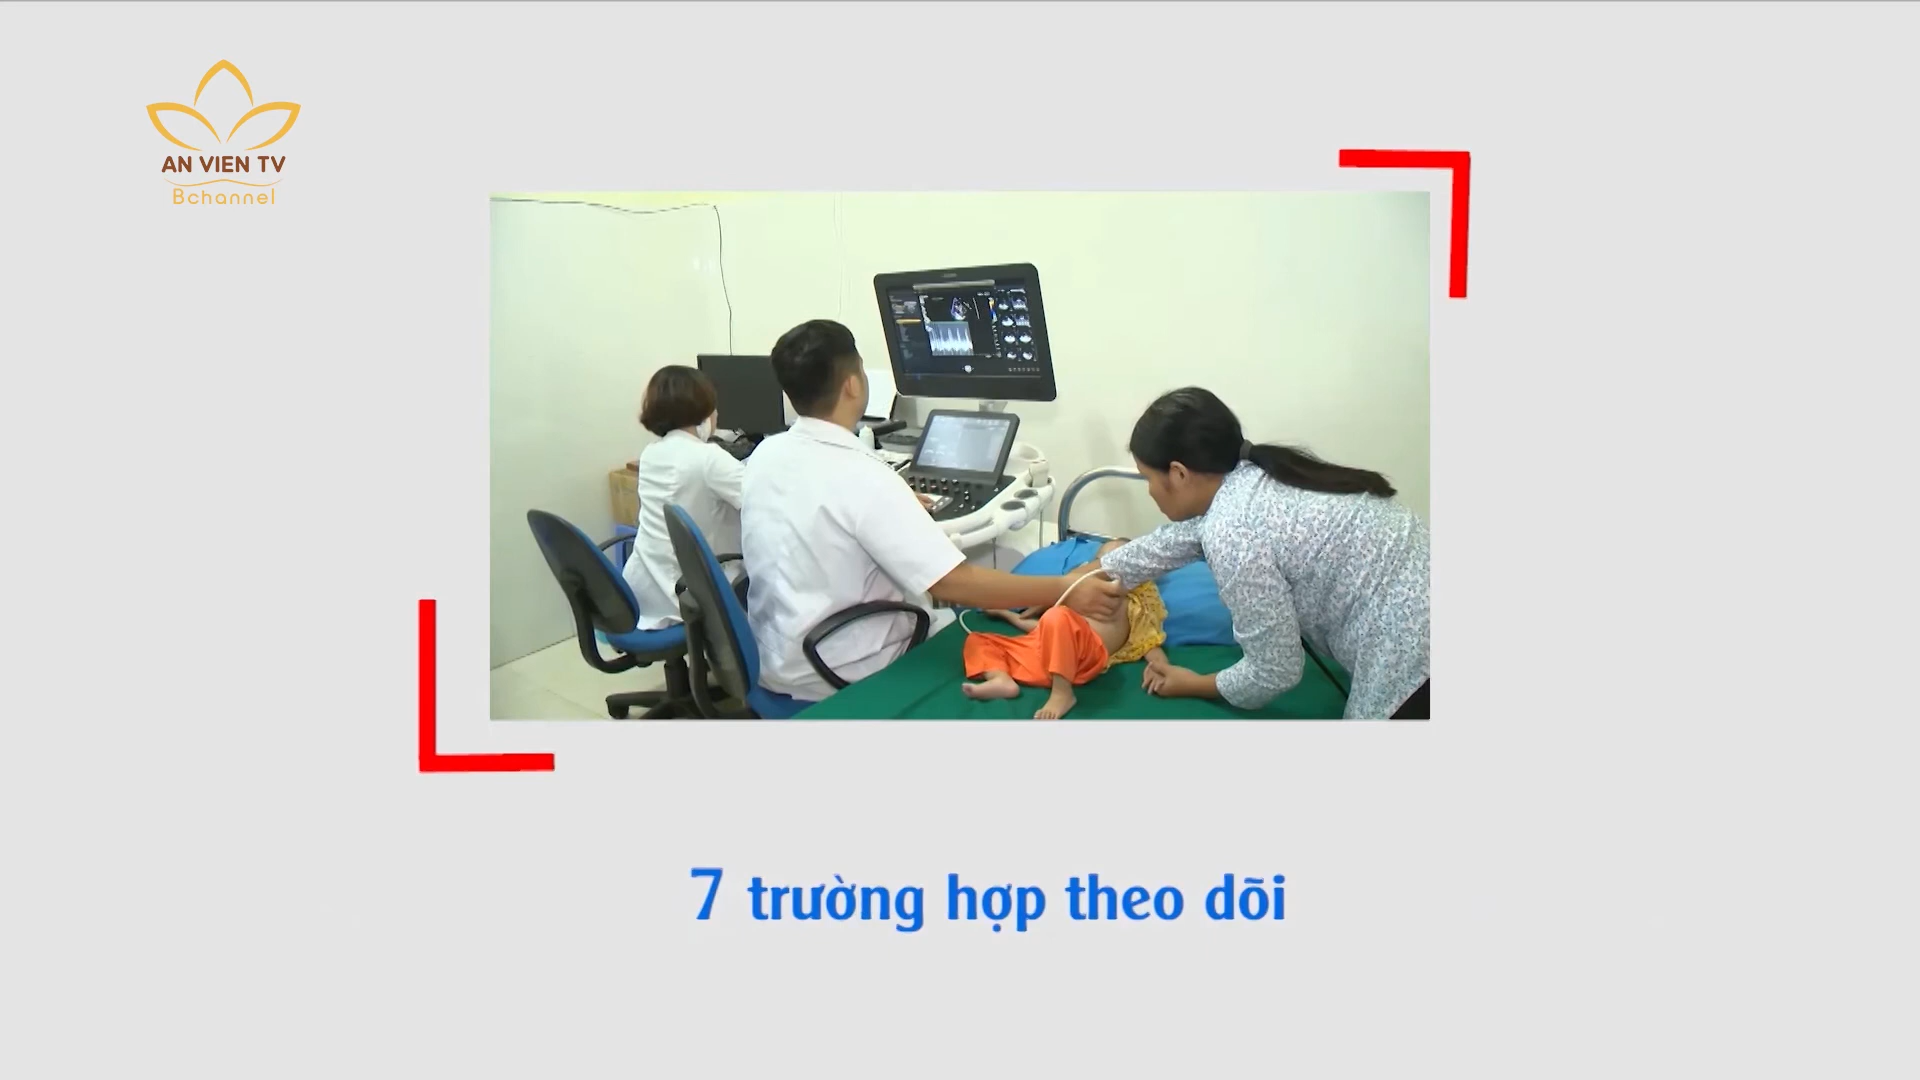 AN VIEN TV
Bchannel
7 trường hợp theo dõi